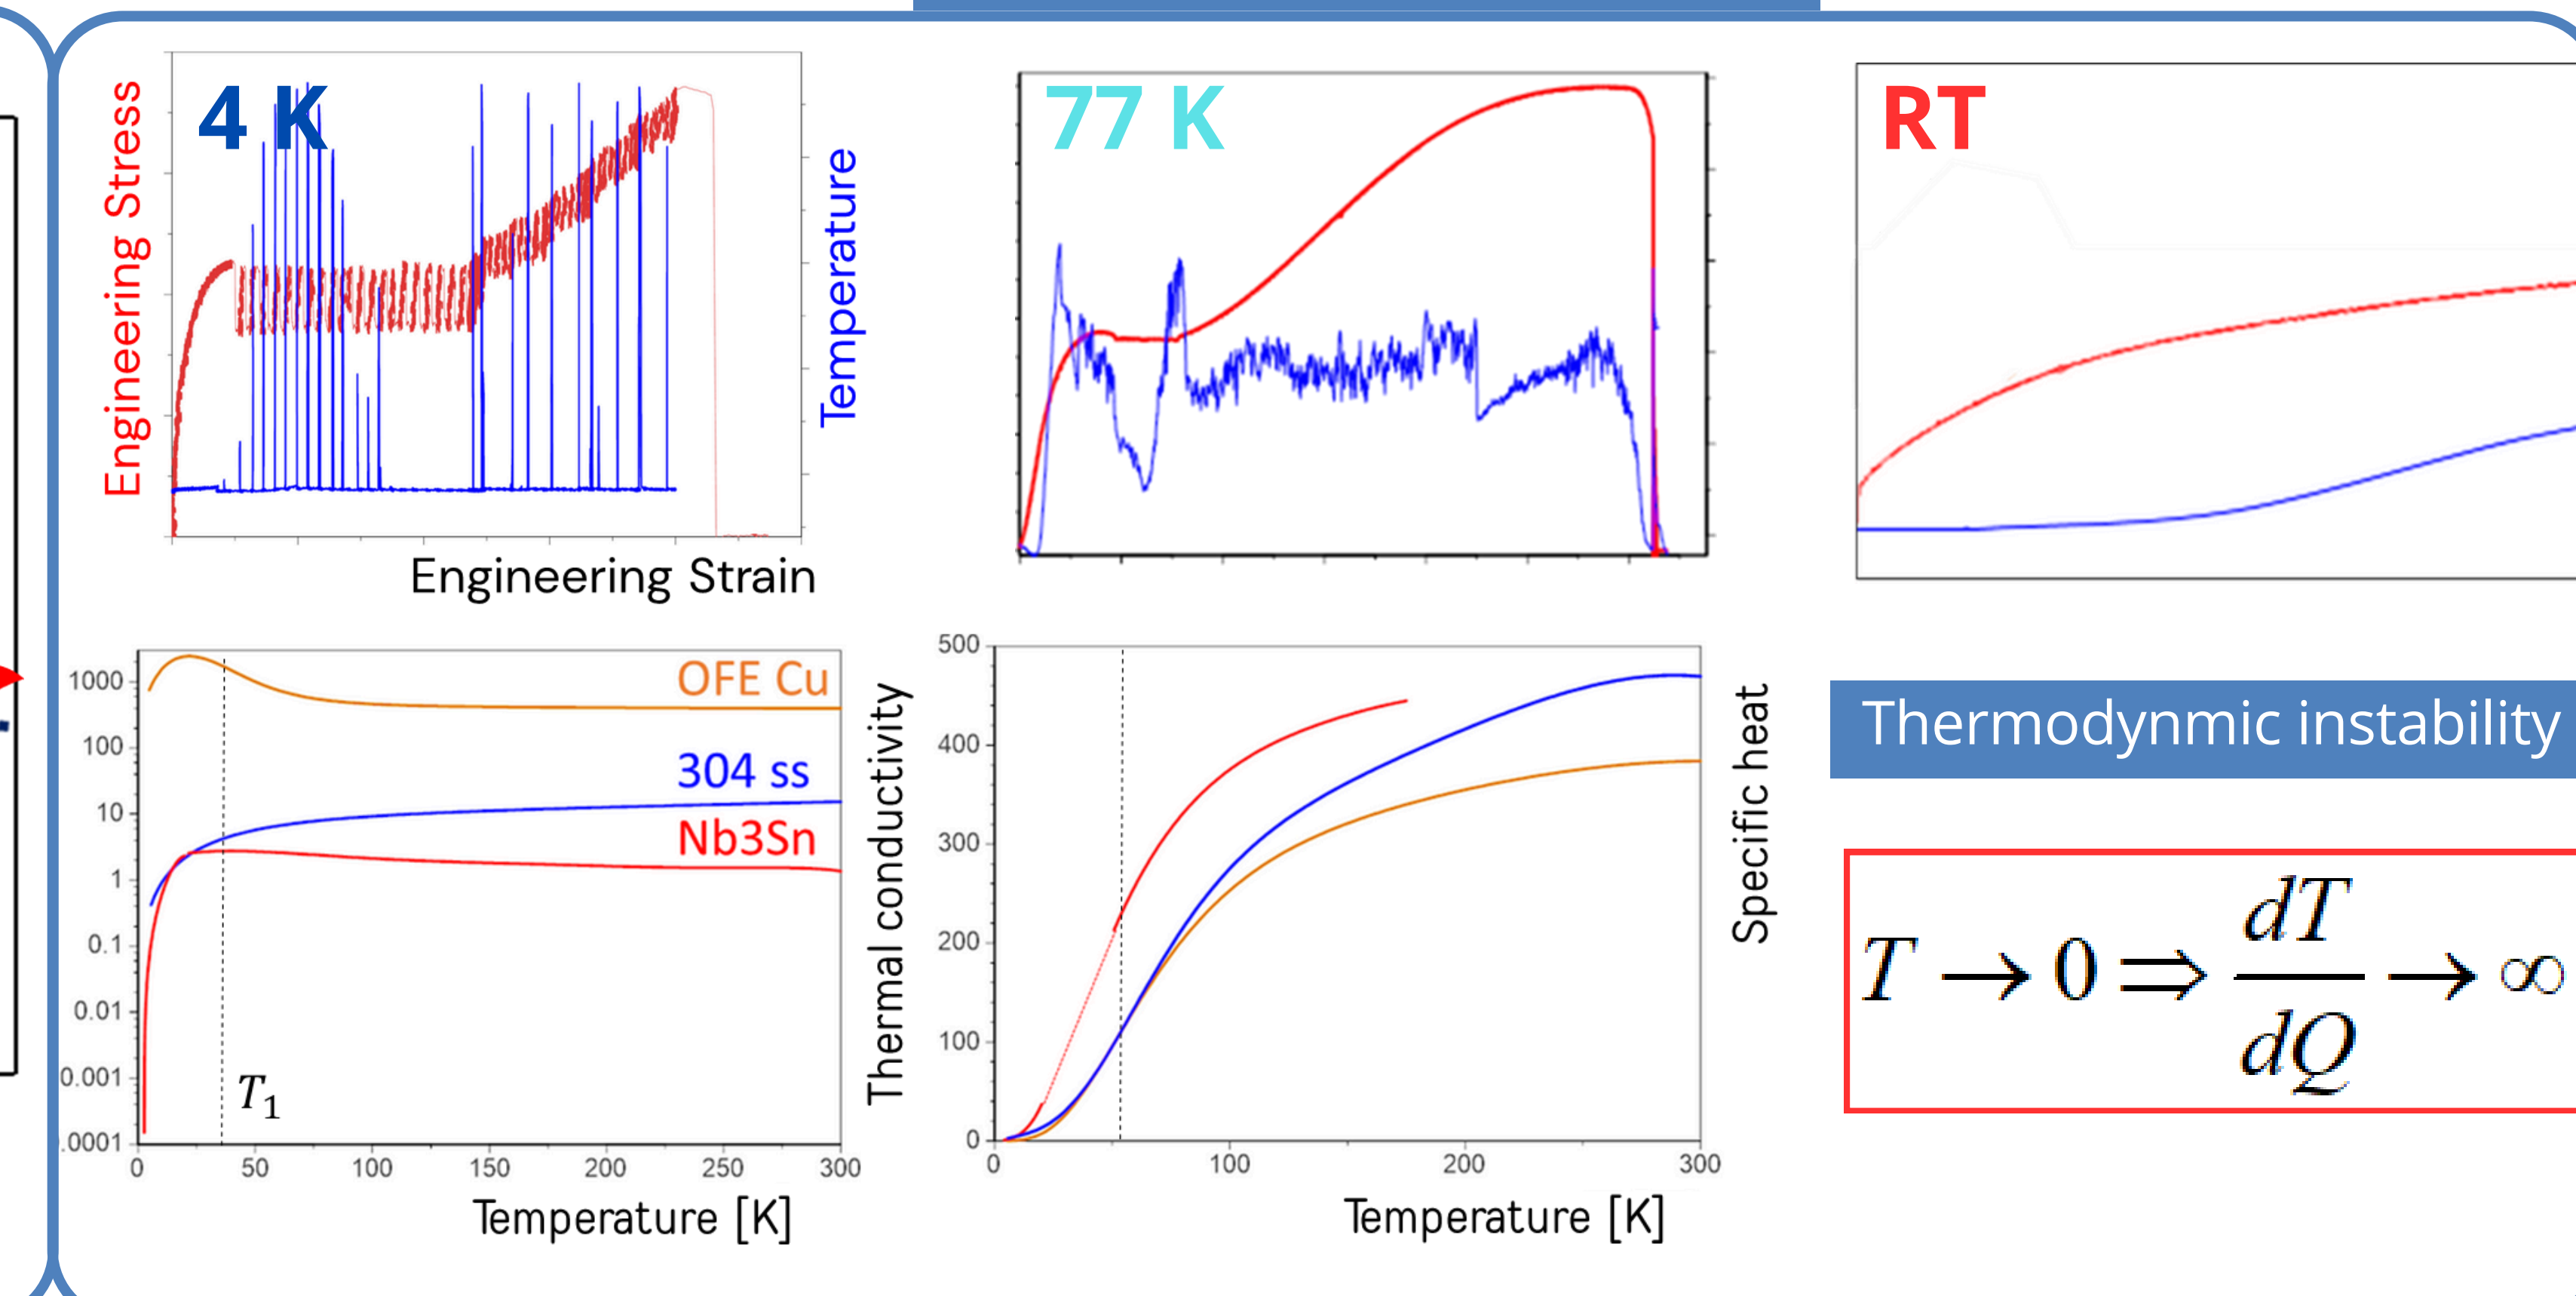 4 K
Engineering Stress
Temperature
Engineering Strain
77 K
RT
1000
100
10
1
0.1
0.01
0.001
.0001
OFE Cu
304 ss
Nb3Sn
T₁
0 50 100 150 200 250 300
Temperature [K]
Thermal conductivity
500
400
300
200
100
0
0 100 200 300
Temperature [K]
Specific heat
Thermodynmic instability
T → 0 ⇒ dT/dQ → ∞